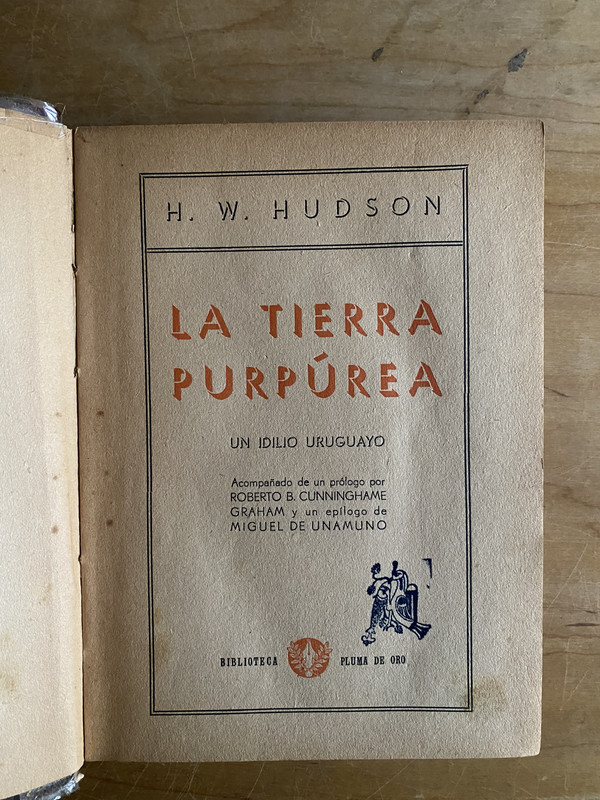 H. W. HUDSON
LA TIERRA
PURPÚREA
UN IDILIO URUGUAYO
Acompañado de un prólogo por
ROBERTO B. CUNNINGHAME
GRAHAM y un epílogo de
MIGUEL DE UNAMUNO
BIBLIOTECA PLUMA DE ORO